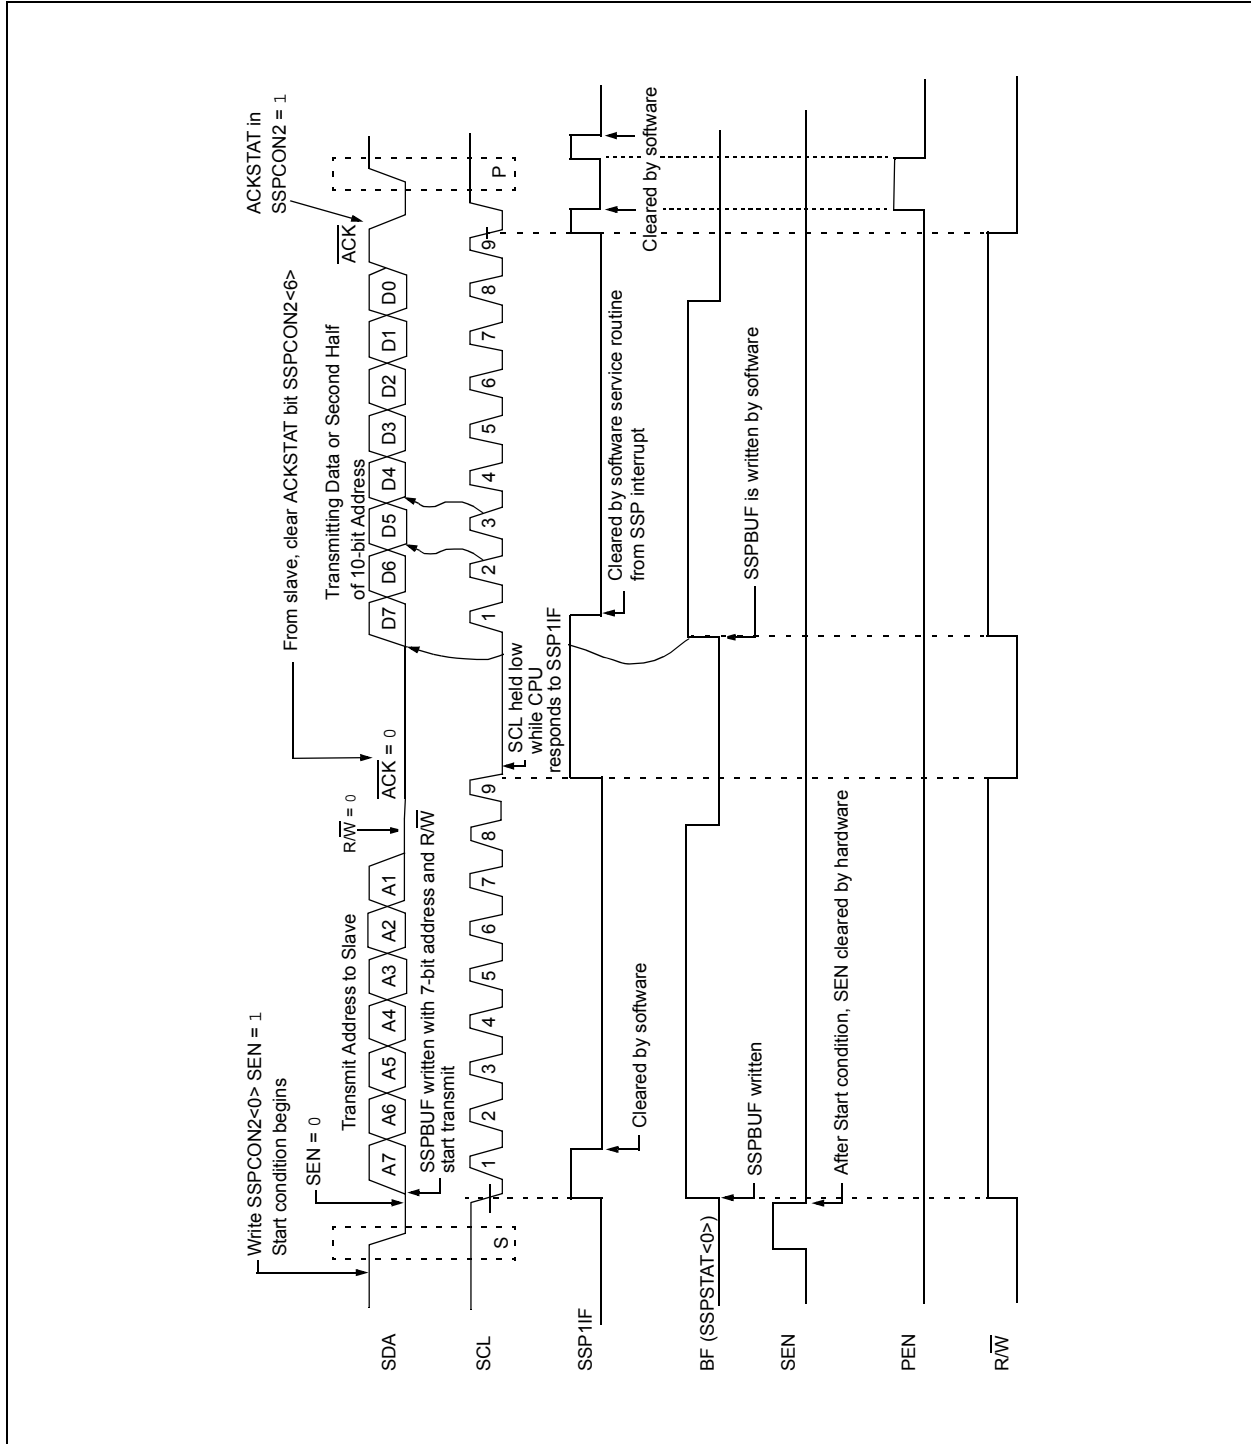 Write SSPCON2<0> SEN = 1
Start condition begins
SEN = 0
Transmit Address to Slave
R/W = 0
From slave, clear ACKSTAT bit SSPCON2<6>
ACK = 0
Transmitting Data or Second Half
of 10-bit Address
ACKSTAT in
SSPCON2 = 1
ACK
SDA
A7 A6 A5 A4 A3 A2 A1
D7 D6 D5 D4 D3 D2 D1 D0
SSPBUF written with 7-bit address and R/W
start transmit
SCL
S
1 2 3 4 5 6 7 8 9
1 2 3 4 5 6 7 8 9
P
SCL held low
while CPU
responds to SSP1IF
SSP1IF
Cleared by software
Cleared by software service routine
from SSP interrupt
Cleared by software
BF (SSPSTAT<0>)
SSPBUF written
SSPBUF is written by software
SEN
After Start condition, SEN cleared by hardware
PEN
R/W